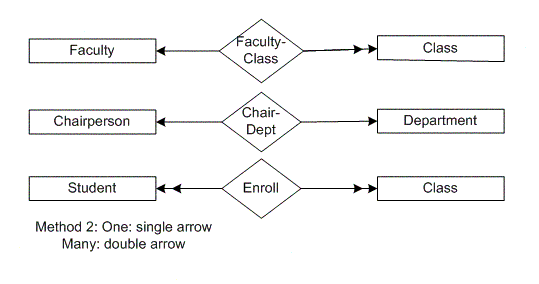 Faculty
Faculty-
Class
Class
Chairperson
Chair-
Dept
Department
Student
Enroll
Class
Method 2: One: single arrow
Many: double arrow